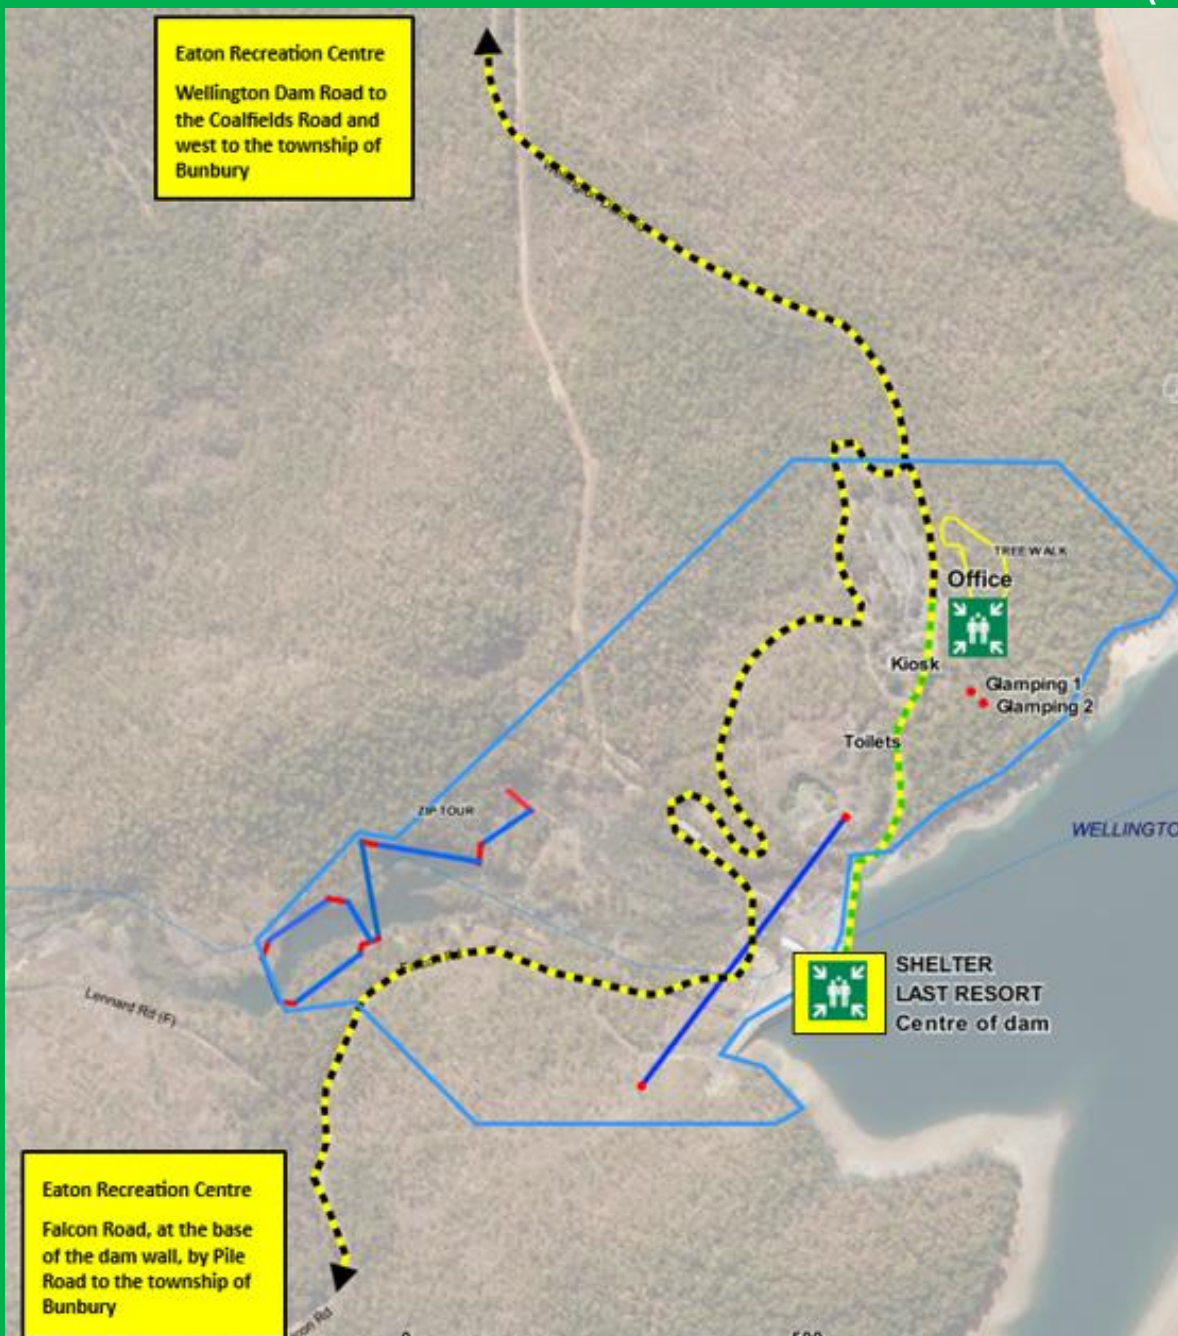 Eaton Recreation Centre
Wellington Dam Road to
the Coalfields Road and
west to the township of
Bunbury
TREE WALK
Office
Kiosk
Glamping 1
Glamping 2
Toilets
ZIP TOUR
WELLINGTO
SHELTER
LAST RESORT
Centre of dam
Lennard Rd (F)
Eaton Recreation Centre
Falcon Road, at the base
of the dam wall, by Pile
Road to the township of
Bunbury
Rd